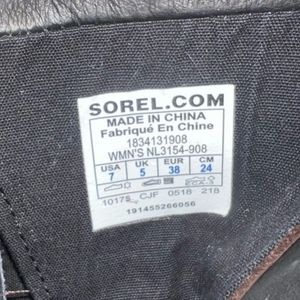 SOREL.COM
MADE IN CHINA
Fabriqué En Chine
1834131908
WMN'S NL3154-908
USA UK EUR CM
7 5 38 24
10175 CJF 0518 218
191455266056